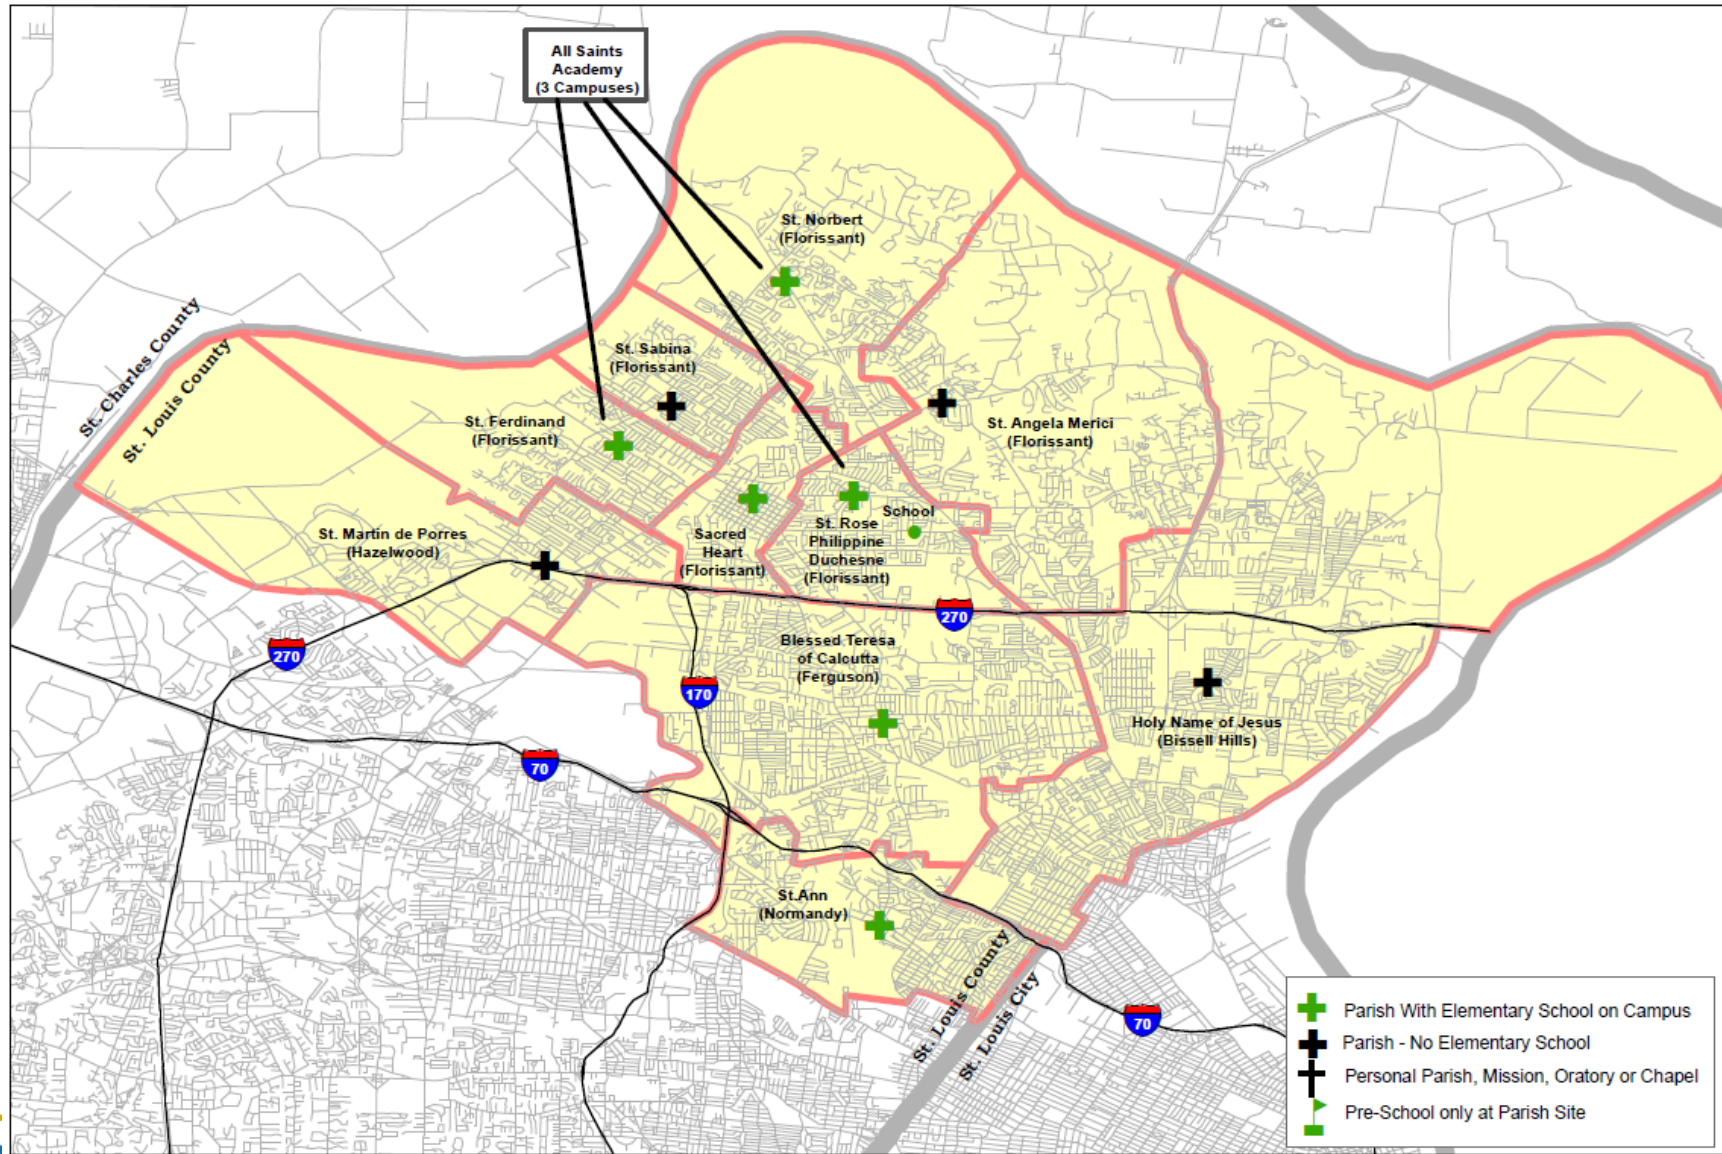 All Saints
Academy
(3 Campuses)
St. Norbert
(Florissant)
St. Charles County
St. Louis County
St. Sabina
(Florissant)
St. Ferdinand
(Florissant)
St. Angela Merici
(Florissant)
St. Martin de Porres
(Hazelwood)
Sacred
Heart
(Florissant)
School
St. Rose
Philippine
Duchesne
(Florissant)
270
270
Blessed Teresa
of Calcutta
(Ferguson)
170
Holy Name of Jesus
(Bissell Hills)
70
St.Ann
(Normandy)
St. Louis County
St. Louis City
70
Parish With Elementary School on Campus
Parish - No Elementary School
Personal Parish, Mission, Oratory or Chapel
Pre-School only at Parish Site